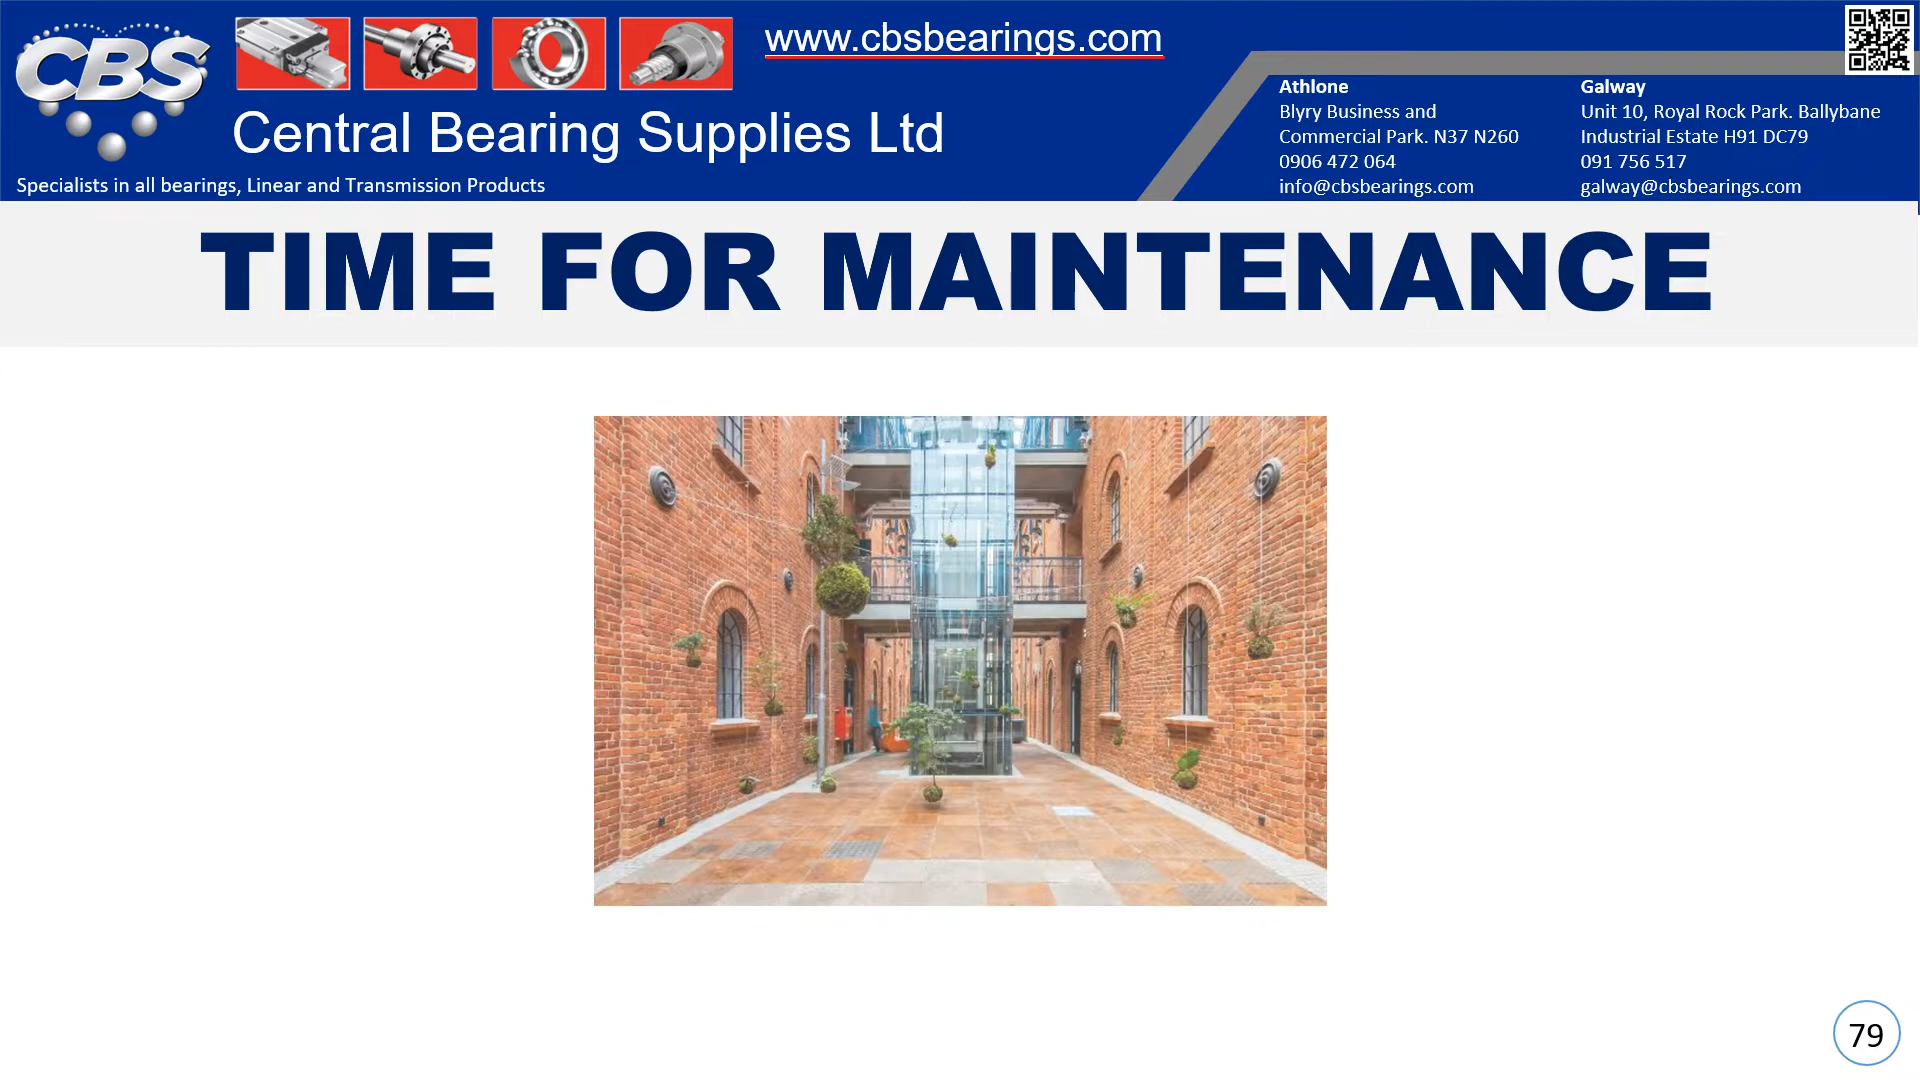 CBS
www.cbsbearings.com
Central Bearing Supplies Ltd
Specialists in all bearings, Linear and Transmission Products
Athlone
Blyry Business and
Commercial Park. N37 N260
0906 472 064
info@cbsbearings.com
Galway
Unit 10, Royal Rock Park. Ballybane
Industrial Estate H91 DC79
091 756 517
galway@cbsbearings.com
TIME FOR MAINTENANCE
79